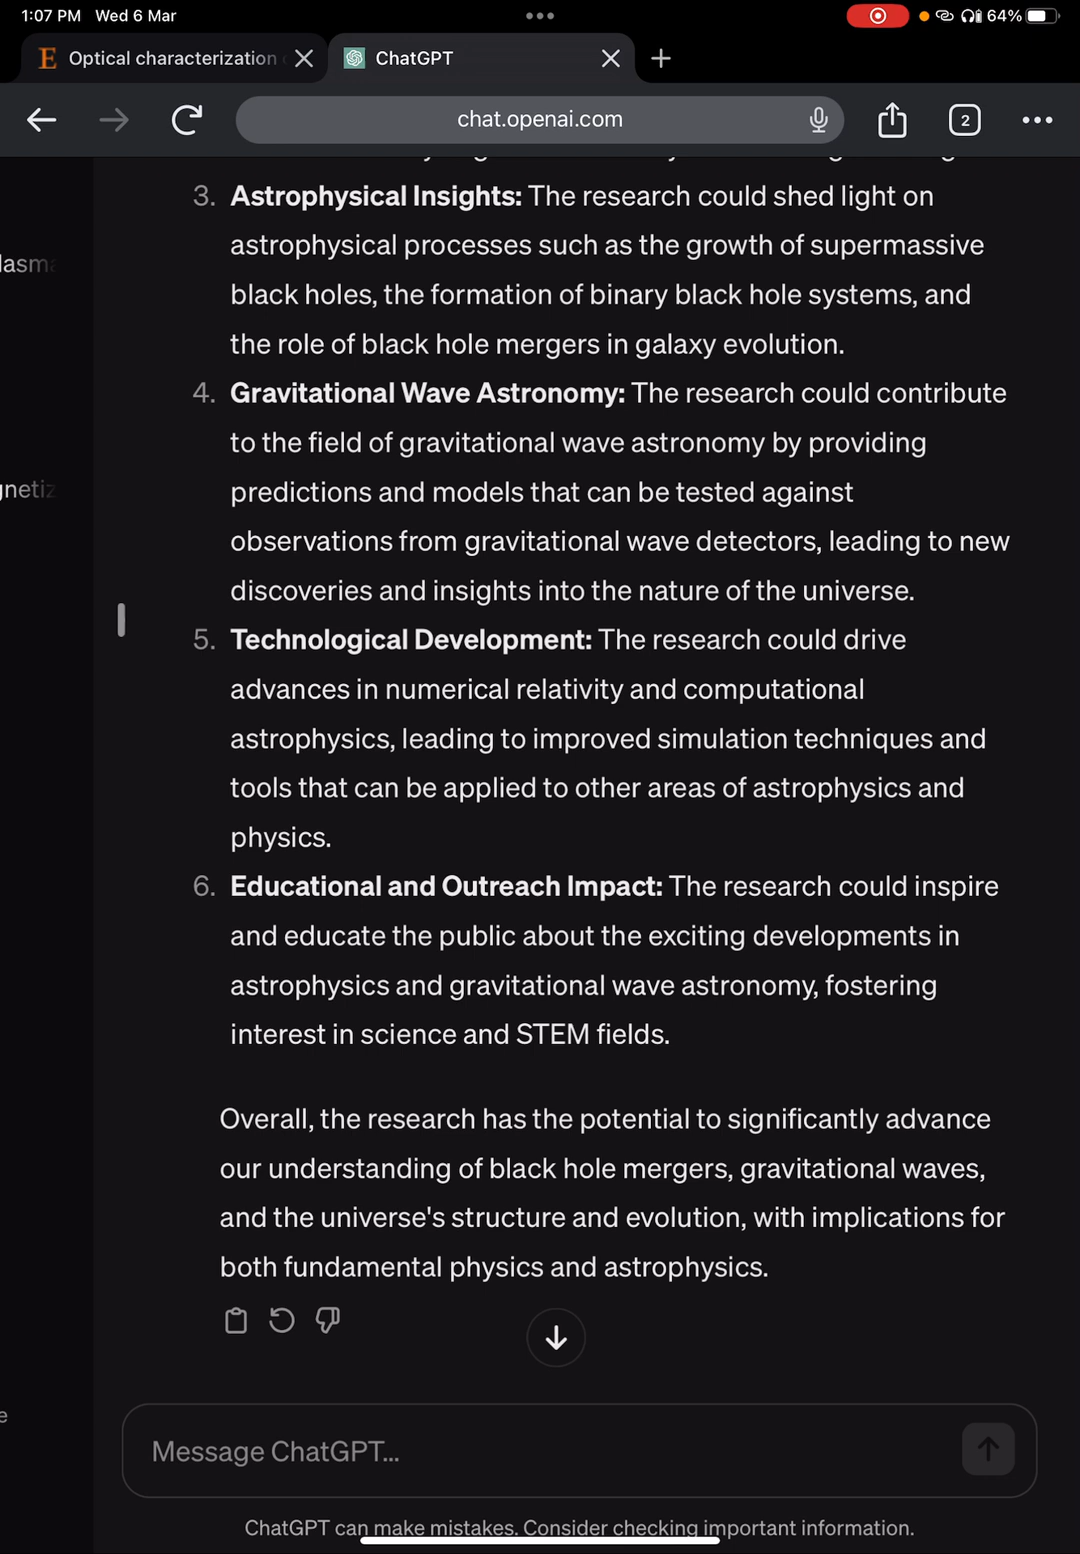 1:07 PM Wed 6 Mar
64%
E Optical characterization
ChatGPT
chat.openai.com
2
3. Astrophysical Insights: The research could shed light on
astrophysical processes such as the growth of supermassive
black holes, the formation of binary black hole systems, and
the role of black hole mergers in galaxy evolution.
4. Gravitational Wave Astronomy: The research could contribute
to the field of gravitational wave astronomy by providing
predictions and models that can be tested against
observations from gravitational wave detectors, leading to new
discoveries and insights into the nature of the universe.
5. Technological Development: The research could drive
advances in numerical relativity and computational
astrophysics, leading to improved simulation techniques and
tools that can be applied to other areas of astrophysics and
physics.
6. Educational and Outreach Impact: The research could inspire
and educate the public about the exciting developments in
astrophysics and gravitational wave astronomy, fostering
interest in science and STEM fields.
Overall, the research has the potential to significantly advance
our understanding of black hole mergers, gravitational waves,
and the universe's structure and evolution, with implications for
both fundamental physics and astrophysics.
Message ChatGPT...
ChatGPT can make mistakes. Consider checking important information.